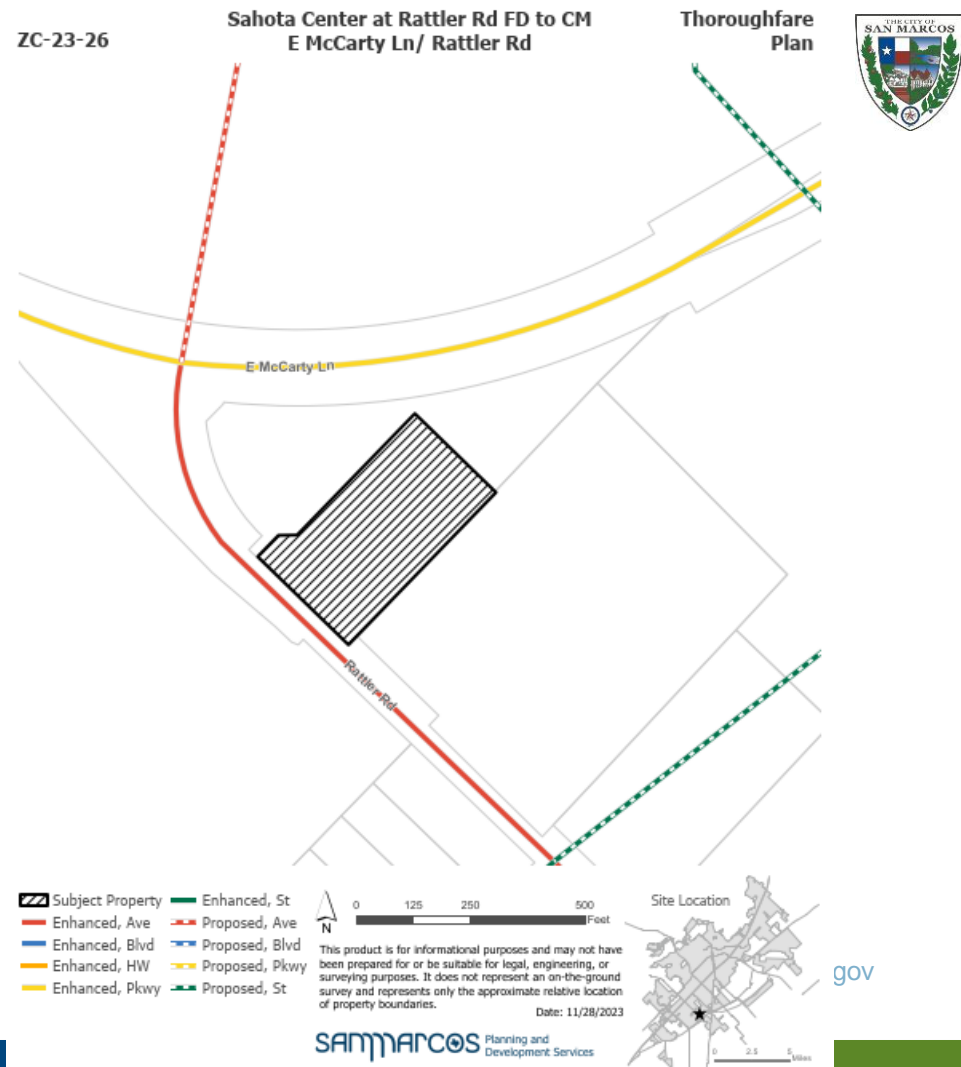 ZC-23-26
Sahota Center at Rattler Rd FD to CM
E McCarty Ln/ Rattler Rd
Thoroughfare
Plan
THE CITY OF
SAN MARCOS
E McCarty Ln
Rattler Rd
Subject Property
Enhanced, Ave
Enhanced, Blvd
Enhanced, HW
Enhanced, Pkwy
Enhanced, St
Proposed, Ave
Proposed, Blvd
Proposed, Pkwy
Proposed, St
N
0 125 250 500
Feet
This product is for informational purposes and may not have
been prepared for or be suitable for legal, engineering, or
surveying purposes. It does not represent an on-the-ground
survey and represents only the approximate relative location
of property boundaries.
Date: 11/28/2023
SANMARCOS
Planning and
Development Services
Site Location
0 2.5 5
Miles
gov